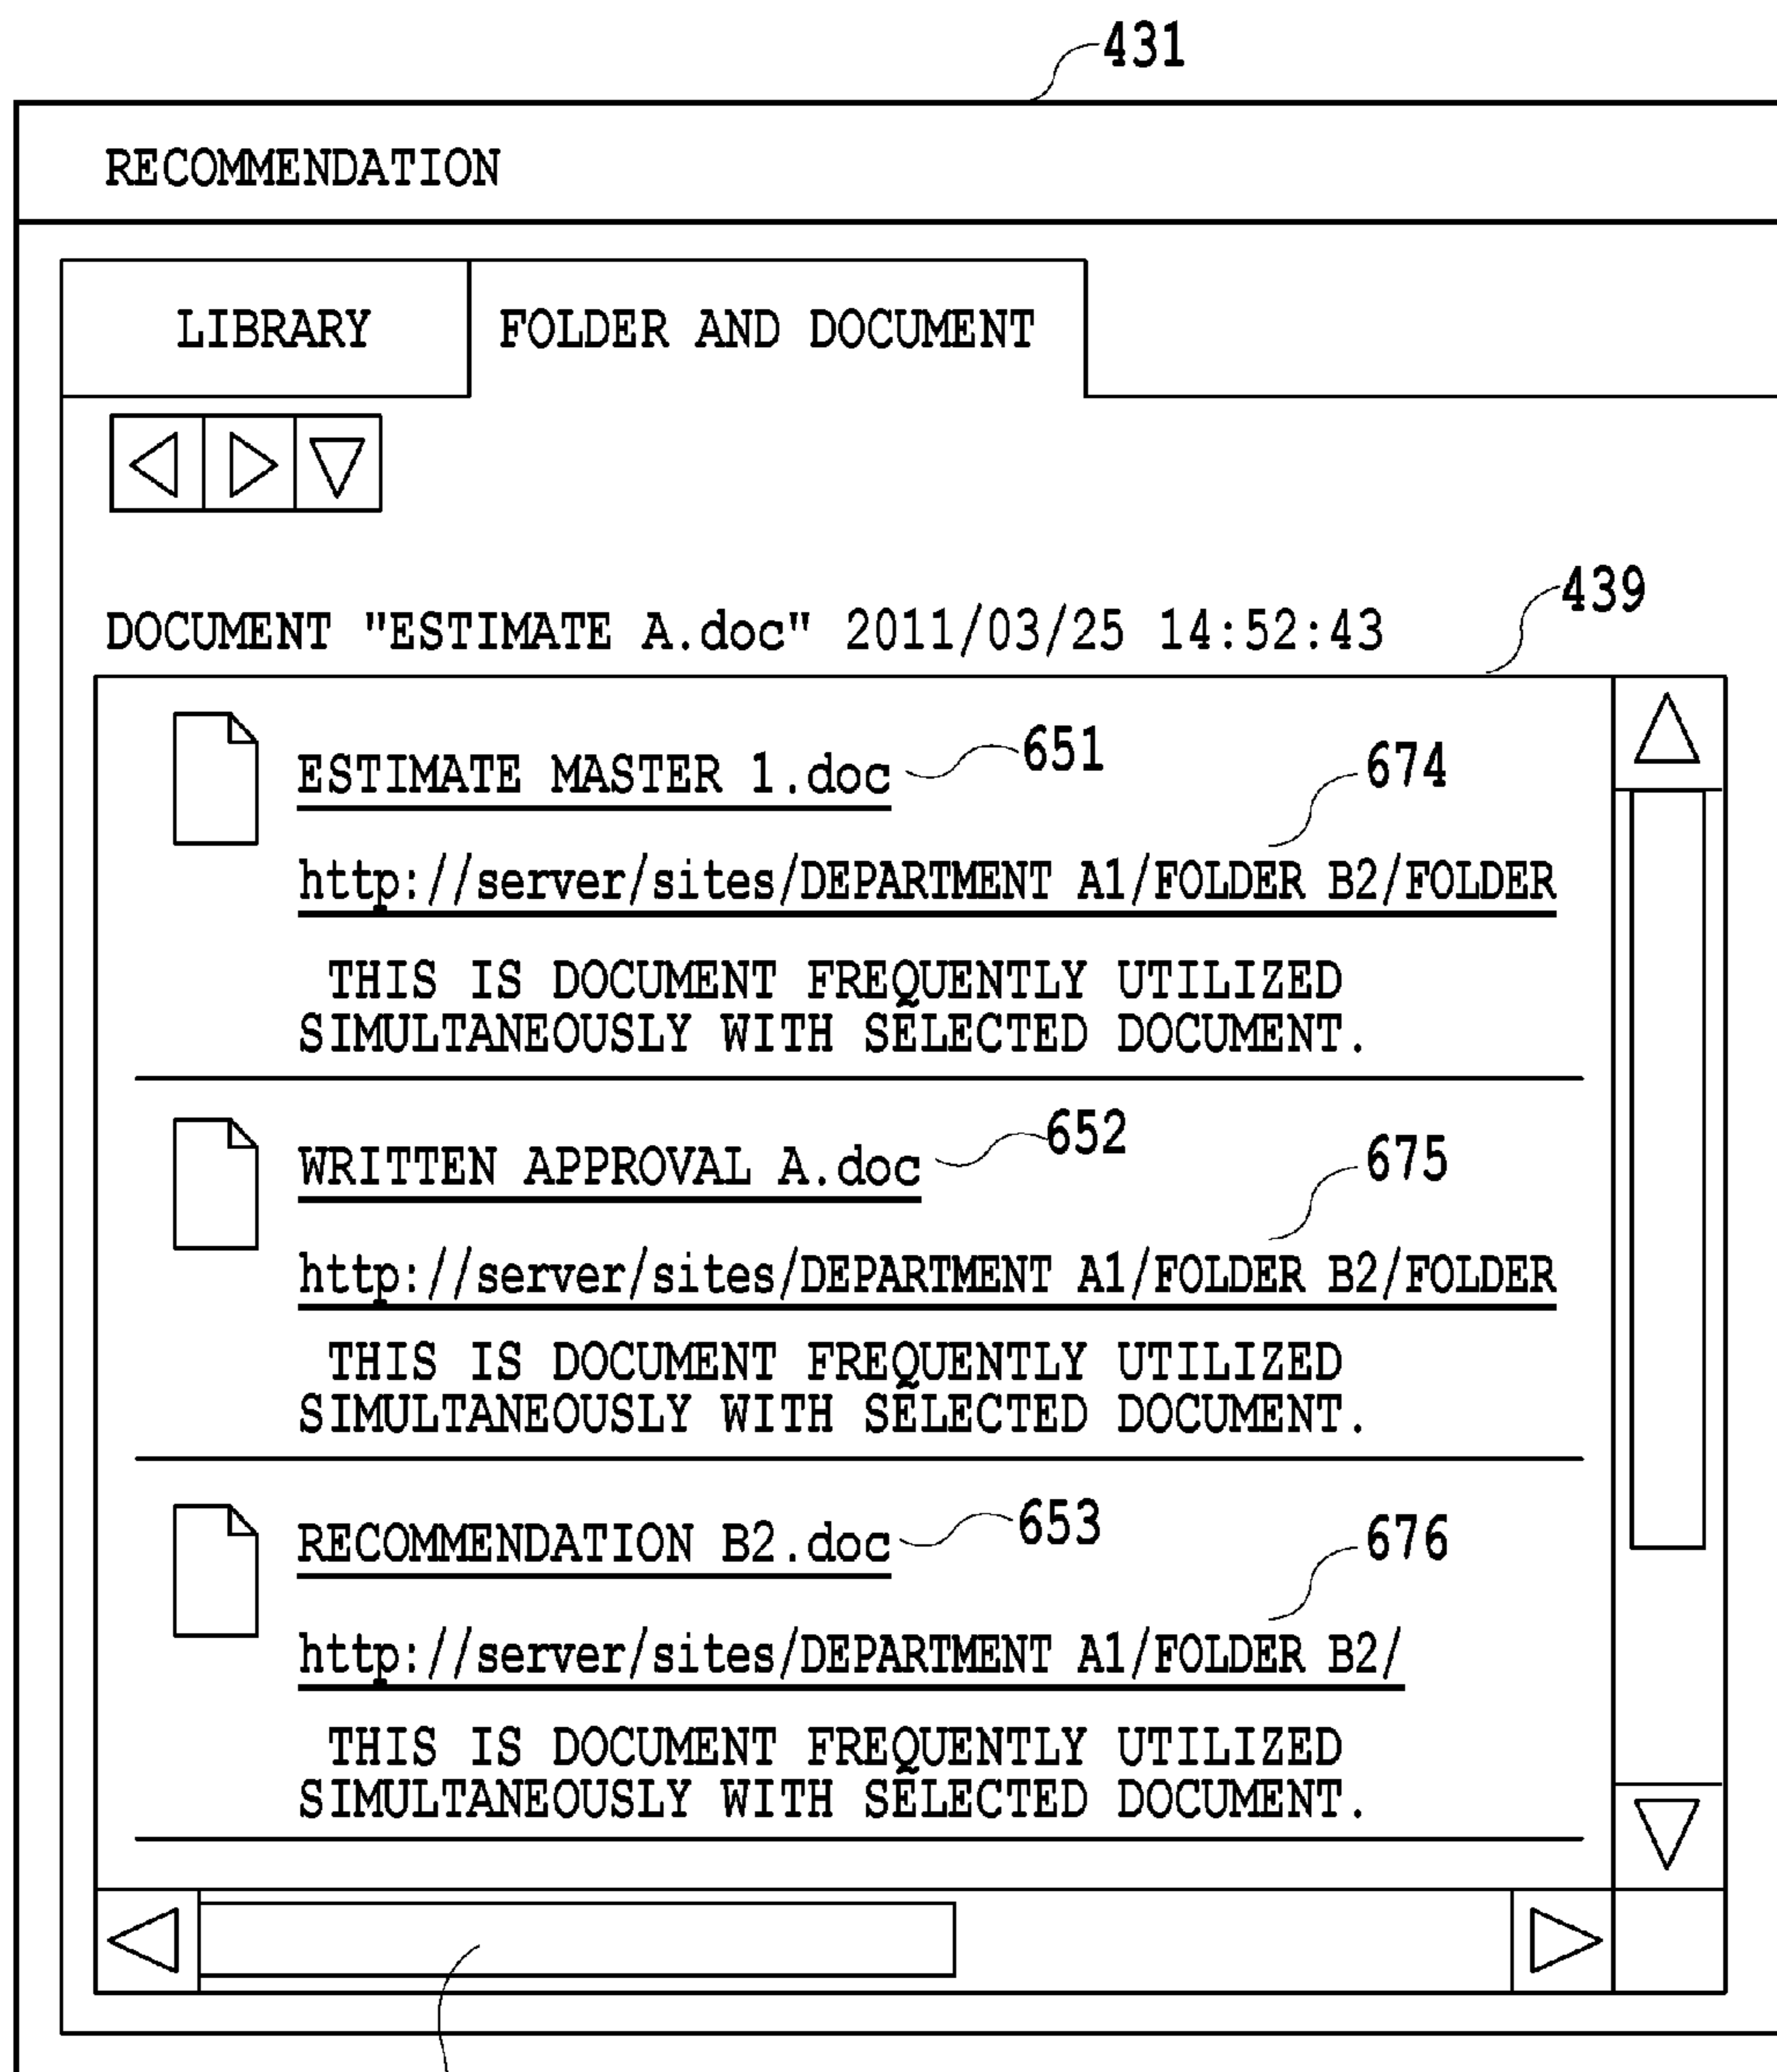 431
RECOMMENDATION
LIBRARY FOLDER AND DOCUMENT
439
DOCUMENT "ESTIMATE A.doc" 2011/03/25 14:52:43
ESTIMATE MASTER 1.doc 651
674
http://server/sites/DEPARTMENT A1/FOLDER B2/FOLDER
THIS IS DOCUMENT FREQUENTLY UTILIZED
SIMULTANEOUSLY WITH SELECTED DOCUMENT.
WRITTEN APPROVAL A.doc 652
675
http://server/sites/DEPARTMENT A1/FOLDER B2/FOLDER
THIS IS DOCUMENT FREQUENTLY UTILIZED
SIMULTANEOUSLY WITH SELECTED DOCUMENT.
RECOMMENDATION B2.doc 653
676
http://server/sites/DEPARTMENT A1/FOLDER B2/
THIS IS DOCUMENT FREQUENTLY UTILIZED
SIMULTANEOUSLY WITH SELECTED DOCUMENT.